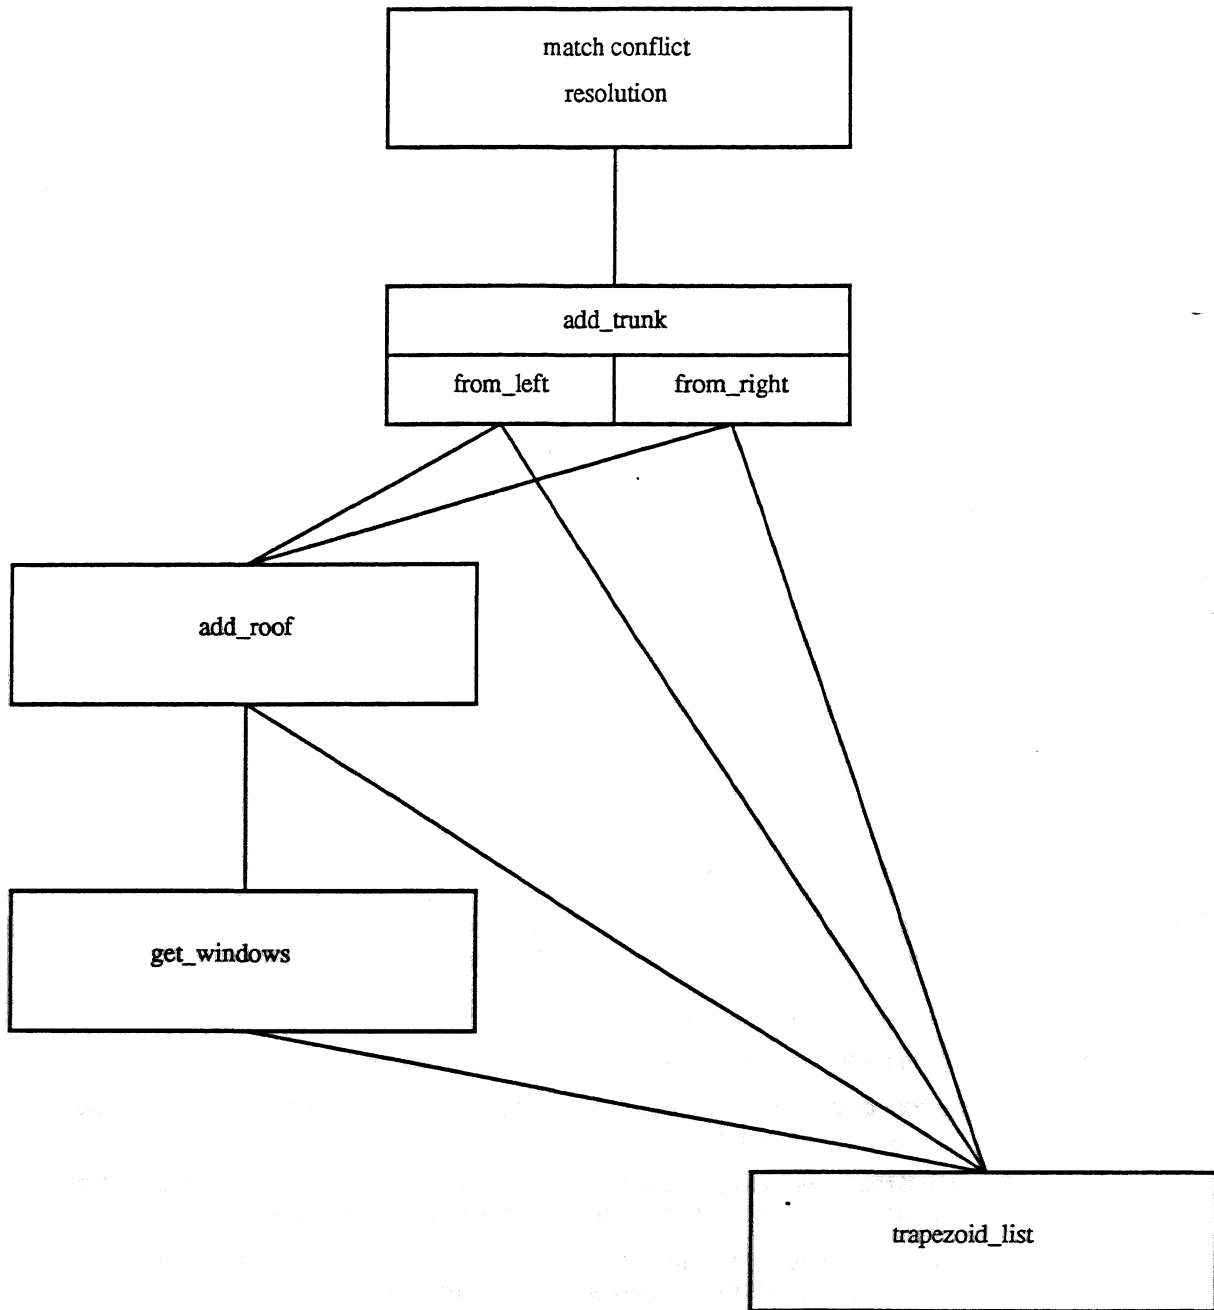 match conflict
resolution
add_trunk
from_left
from_right
add_roof
get_windows
trapezoid_list